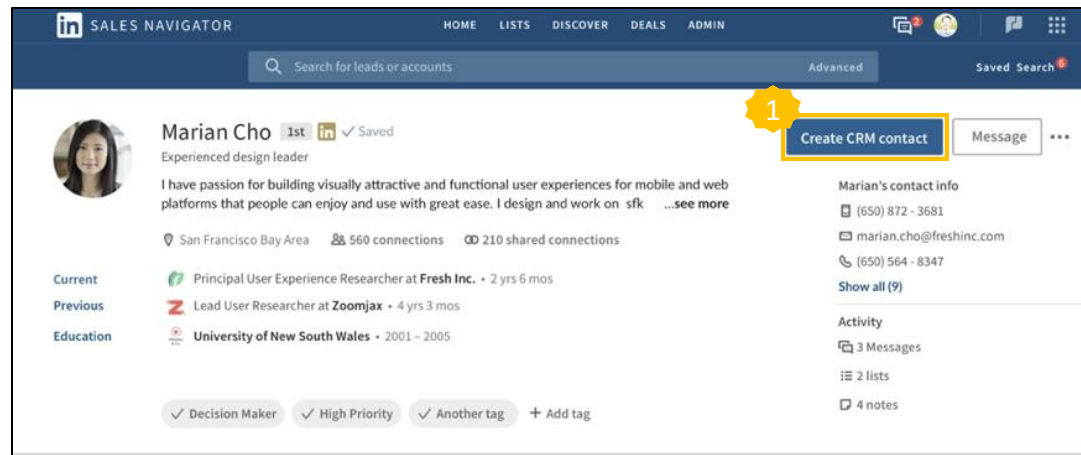 in SALES NAVIGATOR HOME LISTS DISCOVER DEALS ADMIN 2
Search for leads or accounts Advanced Saved Search 6
1
Marian Cho 1st in ✓ Saved
Create CRM contact Message •••
Experienced design leader
I have passion for building visually attractive and functional user experiences for mobile and web
platforms that people can enjoy and use with great ease. I design and work on sfk ...see more
San Francisco Bay Area 560 connections 210 shared connections
Current Principal User Experience Researcher at Fresh Inc. • 2 yrs 6 mos
Previous Lead User Researcher at Zoomjax • 4 yrs 3 mos
Education University of New South Wales • 2001 – 2005
✓ Decision Maker ✓ High Priority ✓ Another tag + Add tag
Marian's contact info
(650) 872 - 3681
marian.cho@freshinc.com
(650) 564 - 8347
Show all (9)
Activity
3 Messages
2 lists
4 notes